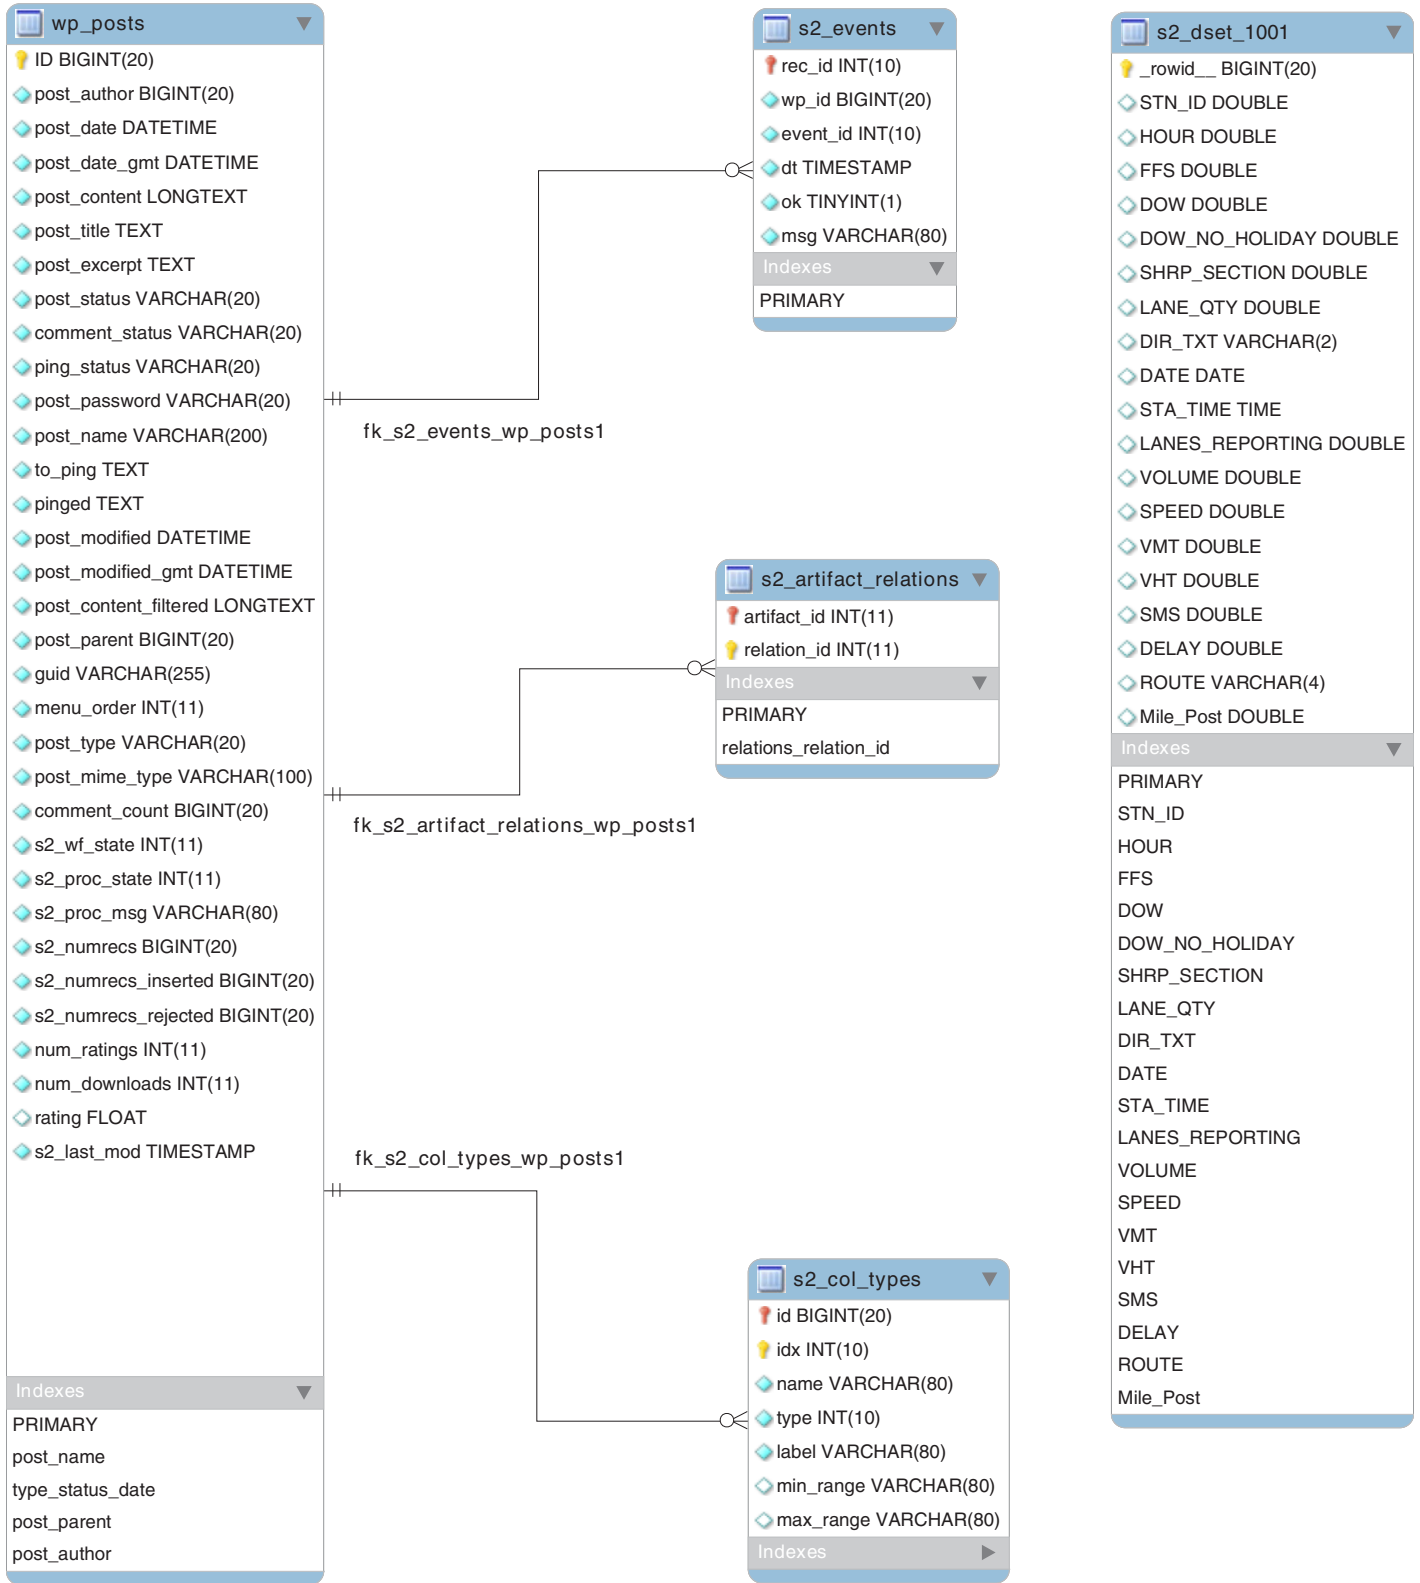 wp_posts
ID BIGINT(20)
post_author BIGINT(20)
post_date DATETIME
post_date_gmt DATETIME
post_content LONGTEXT
post_title TEXT
post_excerpt TEXT
post_status VARCHAR(20)
comment_status VARCHAR(20)
ping_status VARCHAR(20)
post_password VARCHAR(20)
post_name VARCHAR(200)
to_ping TEXT
pinged TEXT
post_modified DATETIME
post_modified_gmt DATETIME
post_content_filtered LONGTEXT
post_parent BIGINT(20)
guid VARCHAR(255)
menu_order INT(11)
post_type VARCHAR(20)
post_mime_type VARCHAR(100)
comment_count BIGINT(20)
s2_wf_state INT(11)
s2_proc_state INT(11)
s2_proc_msg VARCHAR(80)
s2_numrecs BIGINT(20)
s2_numrecs_inserted BIGINT(20)
s2_numrecs_rejected BIGINT(20)
num_ratings INT(11)
num_downloads INT(11)
rating FLOAT
s2_last_mod TIMESTAMP
Indexes
PRIMARY
post_name
type_status_date
post_parent
post_author
fk_s2_events_wp_posts1
fk_s2_artifact_relations_wp_posts1
fk_s2_col_types_wp_posts1
s2_events
rec_id INT(10)
wp_id BIGINT(20)
event_id INT(10)
dt TIMESTAMP
ok TINYINT(1)
msg VARCHAR(80)
Indexes
PRIMARY
s2_artifact_relations
artifact_id INT(11)
relation_id INT(11)
Indexes
PRIMARY
relations_relation_id
s2_col_types
id BIGINT(20)
idx INT(10)
name VARCHAR(80)
type INT(10)
label VARCHAR(80)
min_range VARCHAR(80)
max_range VARCHAR(80)
Indexes
s2_dset_1001
_rowid__ BIGINT(20)
STN_ID DOUBLE
HOUR DOUBLE
FFS DOUBLE
DOW DOUBLE
DOW_NO_HOLIDAY DOUBLE
SHRP_SECTION DOUBLE
LANE_QTY DOUBLE
DIR_TXT VARCHAR(2)
DATE DATE
STA_TIME TIME
LANES_REPORTING DOUBLE
VOLUME DOUBLE
SPEED DOUBLE
VMT DOUBLE
VHT DOUBLE
SMS DOUBLE
DELAY DOUBLE
ROUTE VARCHAR(4)
Mile_Post DOUBLE
Indexes
PRIMARY
STN_ID
HOUR
FFS
DOW
DOW_NO_HOLIDAY
SHRP_SECTION
LANE_QTY
DIR_TXT
DATE
STA_TIME
LANES_REPORTING
VOLUME
SPEED
VMT
VHT
SMS
DELAY
ROUTE
Mile_Post